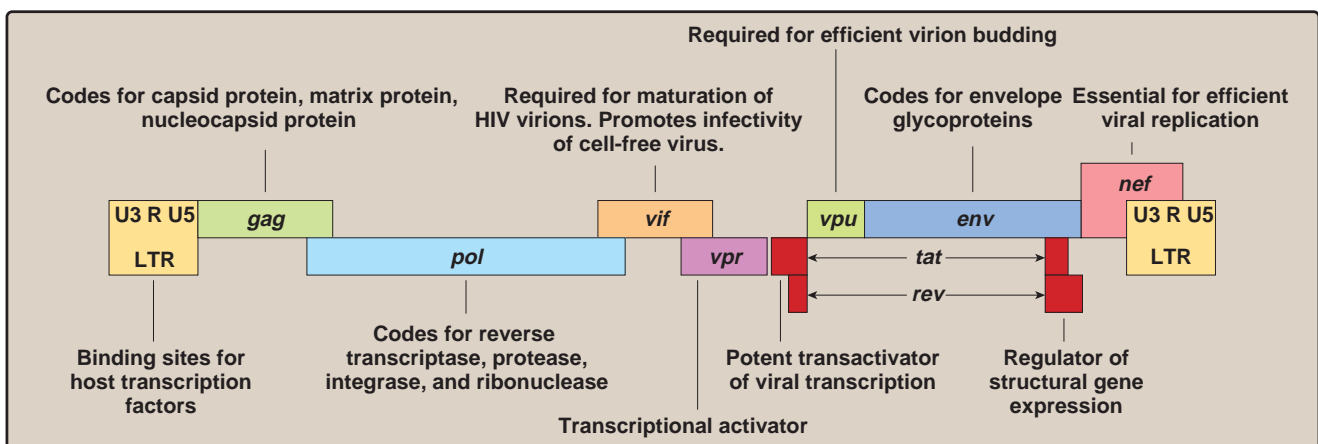 Required for efficient virion budding
Codes for capsid protein, matrix protein,
nucleocapsid protein
Required for maturation of
HIV virions. Promotes infectivity
of cell-free virus.
Codes for envelope
glycoproteins
Essential for efficient
viral replication
nef
U3 R U5
LTR
gag
vif
vpu
env
U3 R U5
LTR
pol
vpr
tat
rev
Binding sites for
host transcription
factors
Codes for reverse
transcriptase, protease,
integrase, and ribonuclease
Transcriptional activator
Potent transactivator
of viral transcription
Regulator of
structural gene
expression